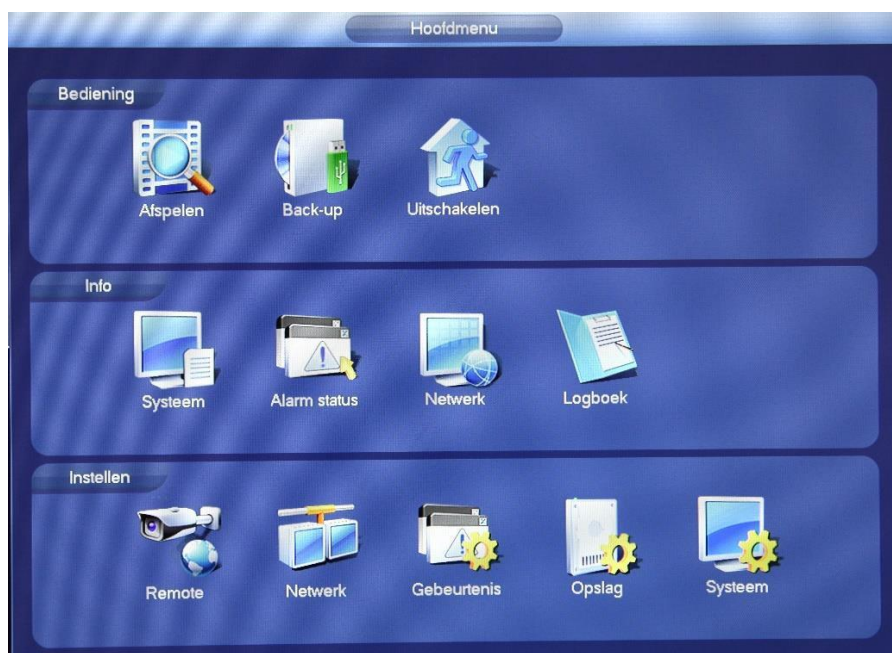 Hoofdmenu
Bediening
Afspelen
Back-up
Uitschakelen
Info
Systeem
Alarm status
Netwerk
Logboek
Instellen
Remote
Netwerk
Gebeurtenis
Opslag
Systeem